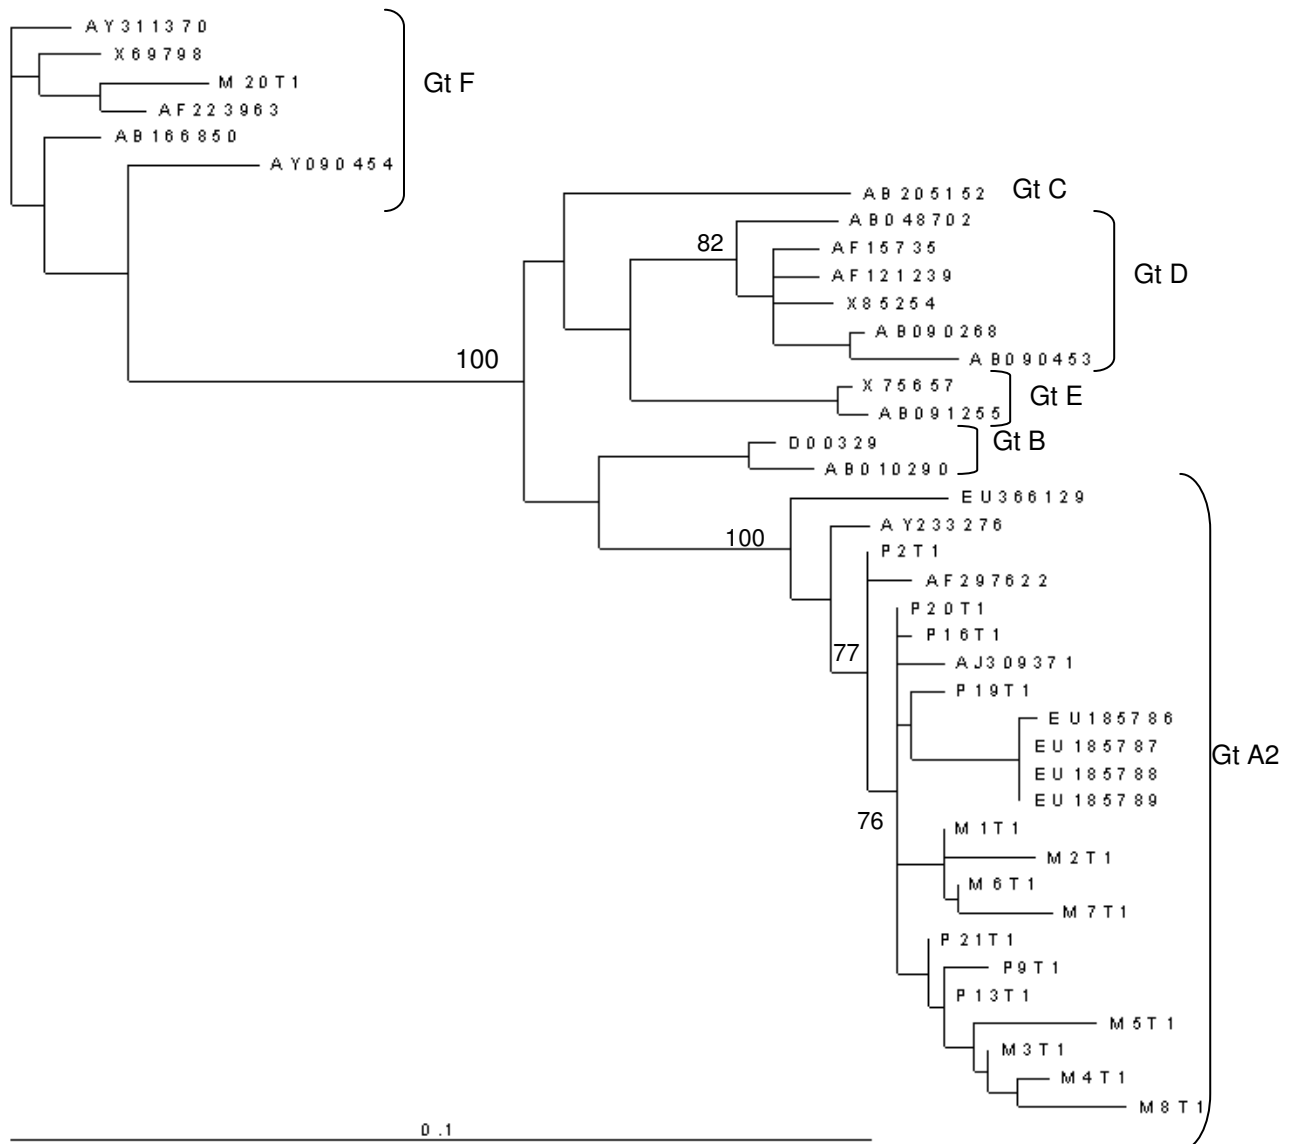 AY311370
X69798
M 20T1
Gt F
AF223963
AB166850
AY090454
AB205152
Gt C
AB048702
82
AF15735
AF121239
Gt D
X85254
AB090268
100
AB090453
X75657
Gt E
AB091255
D00329
Gt B
AB010290
EU366129
AY233276
100
P2T1
AF297622
P20T1
P16T1
77
AJ309371
P19T1
EU185786
EU185787
Gt A2
EU185788
EU185789
76
M1T1
M2T1
M6T1
M7T1
P21T1
P9T1
P13T1
M5T1
M3T1
M4T1
M8T1
0.1